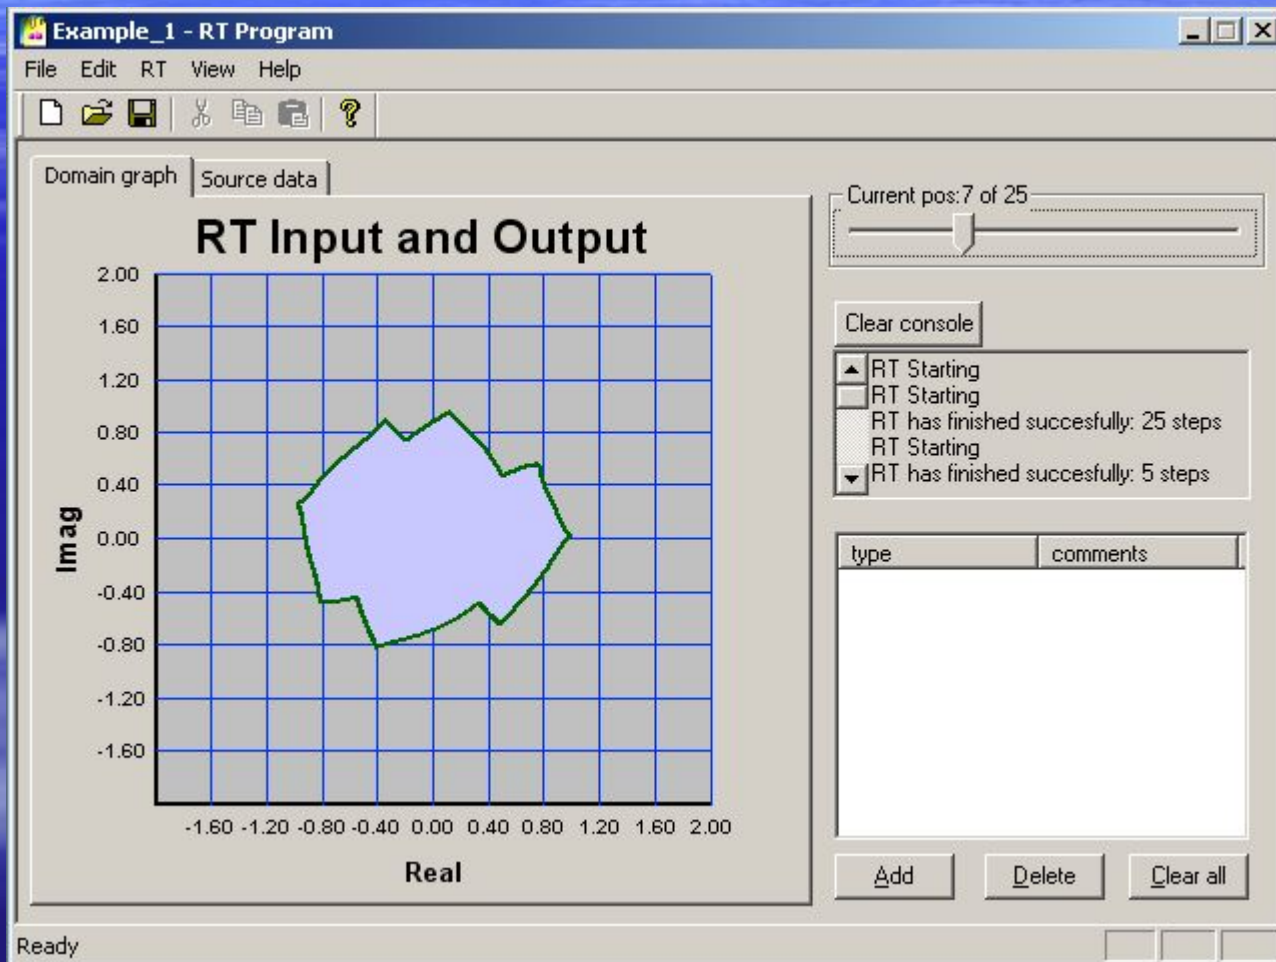 Example_1 - RT Program
File Edit RT View Help
Domain graph Source data
Current pos:7 of 25
RT Input and Output
2.00
1.60
1.20
0.80
0.40
0.00
-0.40
-0.80
-1.20
-1.60
Imag
-1.60 -1.20 -0.80 -0.40 0.00 0.40 0.80 1.20 1.60 2.00
Real
Clear console
RT Starting
RT Starting
RT has finished succesfully: 25 steps
RT Starting
RT has finished succesfully: 5 steps
type comments
Add Delete Clear all
Ready